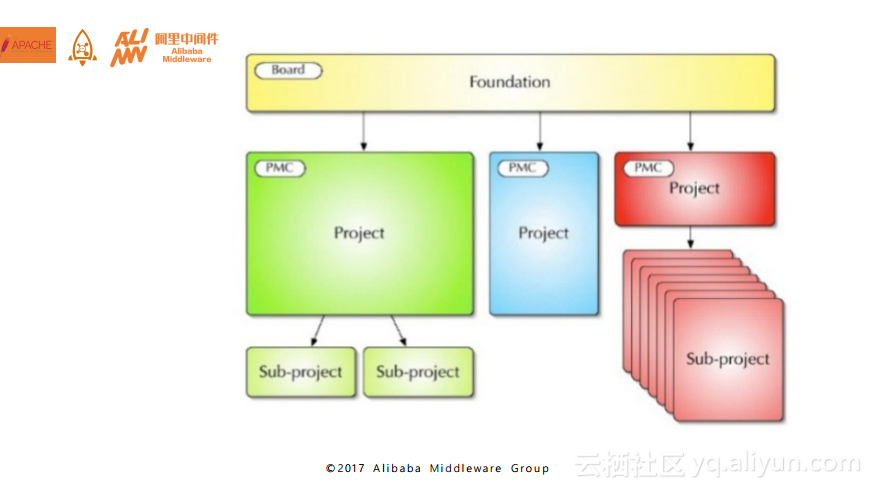 APACHE
ALI
MW
阿里中间件
Alibaba
Middleware
Board
Foundation
PMC
Project
PMC
Project
PMC
Project
Sub-project
Sub-project
Sub-project
©2017 Alibaba Middleware Group
云栖社区 yq.aliyun.com